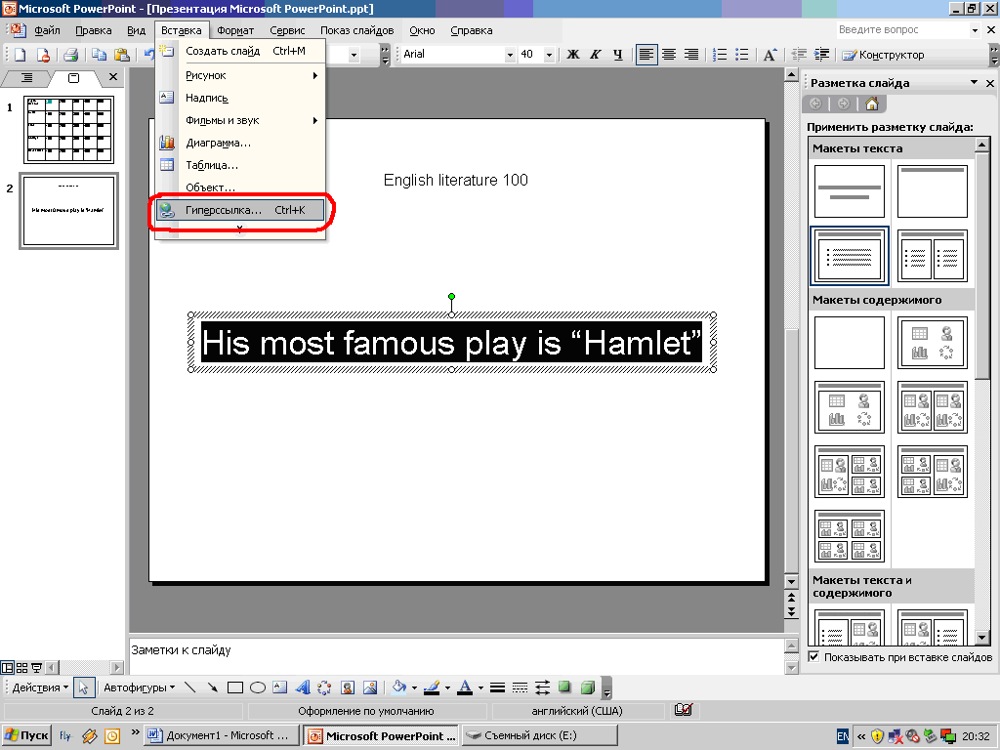 Microsoft PowerPoint - [Презентация Microsoft PowerPoint.ppt]
Файл Правка Вид Вставка Формат Сервис Показ слайдов Окно Справка Введите вопрос
Arial 40 Ж К Ч Конструктор
Создать слайд Ctrl+M
Рисунок
Надпись
Фильмы и звук
Диаграмма...
Таблица...
Объект...
Гиперссылка... Ctrl+K
1
2
English literature 100
His most famous play is “Hamlet”
Разметка слайда
Применить разметку слайда:
Макеты текста
Макеты содержимого
Макеты текста и
содержимого
Показывать при вставке слайдов
Заметки к слайду
Действия Автофигуры
Слайд 2 из 2 Оформление по умолчанию английский (США)
Пуск Документ1 - Microsoft ... Microsoft PowerPoint ... Съемный диск (E:) EN 20:32